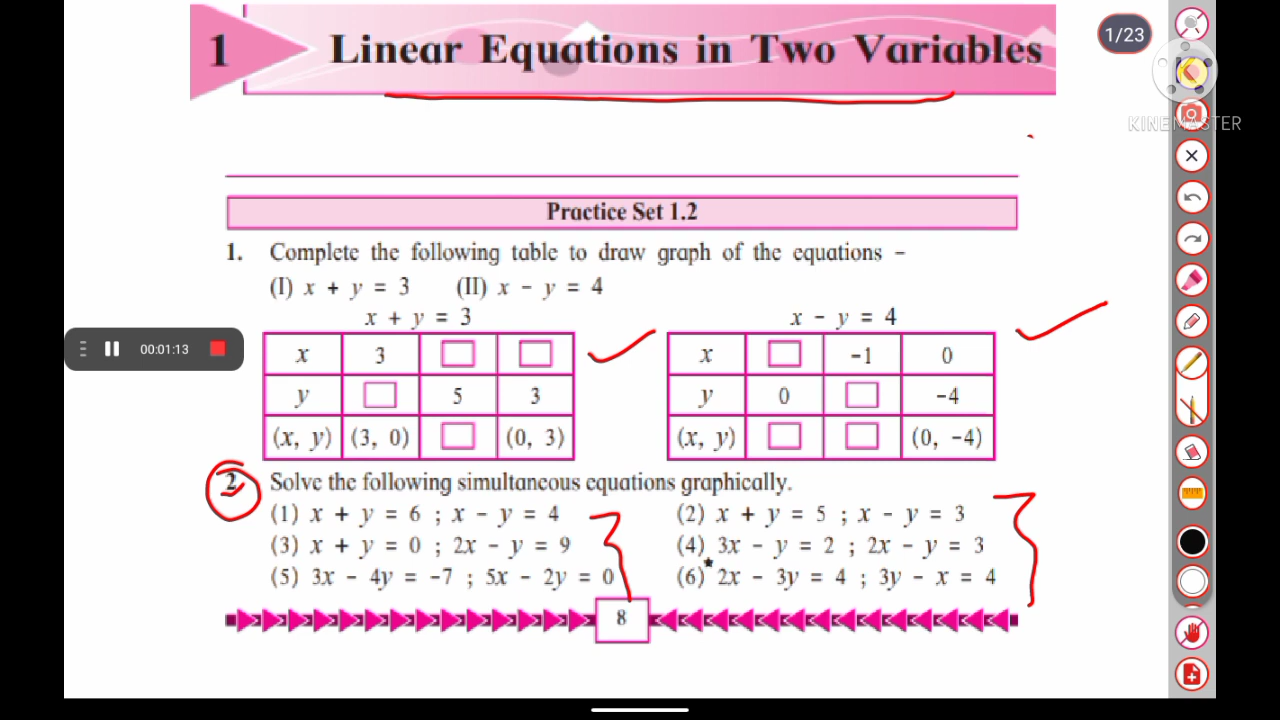 1 Linear Equations in Two Variables
1/23
KINEMASTER
Practice Set 1.2
1. Complete the following table to draw graph of the equations -
(I) x + y = 3 (II) x - y = 4
x + y = 3
x 3 □ □
y □ 5 3
(x, y) (3, 0) □ (0, 3)
x - y = 4
x □ -1 0
y 0 □ -4
(x, y) □ □ (0, -4)
00:01:13
2. Solve the following simultaneous equations graphically.
(1) x + y = 6 ; x - y = 4 (2) x + y = 5 ; x - y = 3
(3) x + y = 0 ; 2x - y = 9 (4) 3x - y = 2 ; 2x - y = 3
(5) 3x - 4y = -7 ; 5x - 2y = 0 (6)* 2x - 3y = 4 ; 3y - x = 4
8